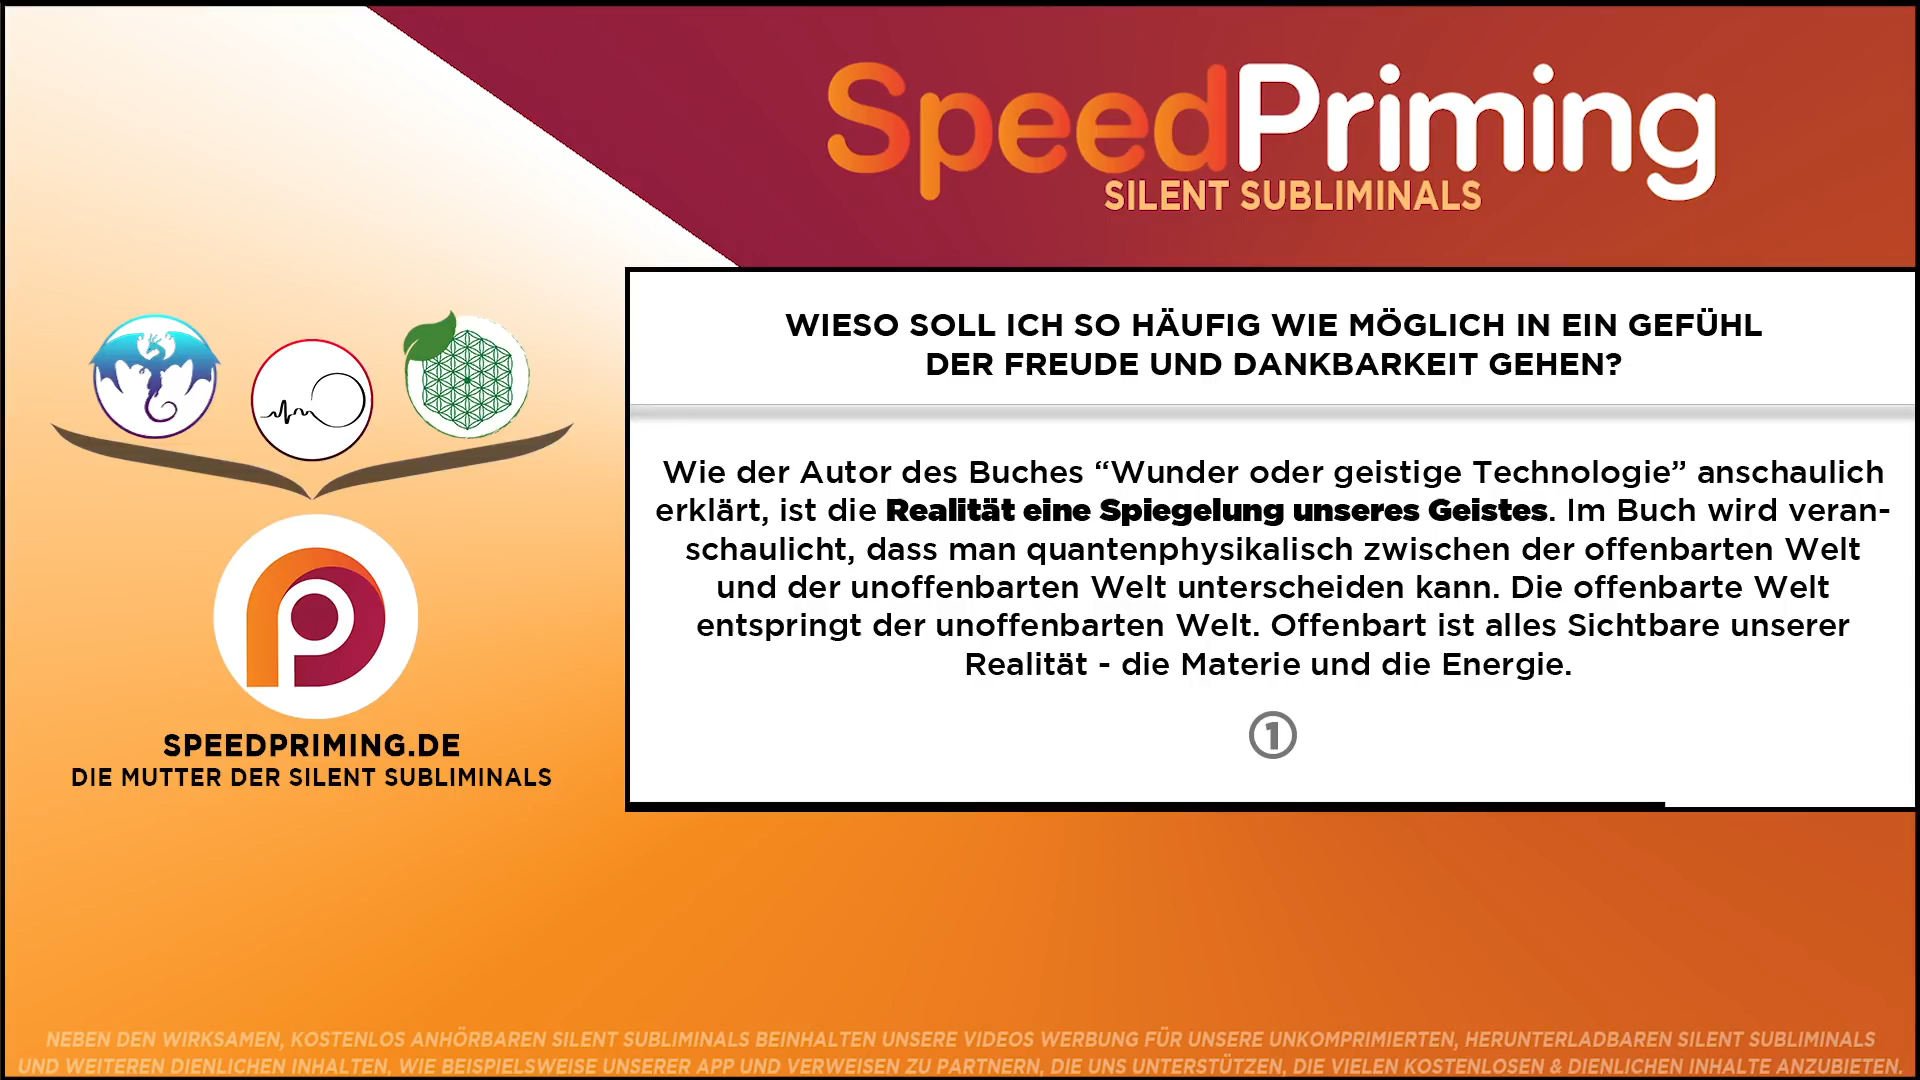 SpeedPriming
SILENT SUBLIMINALS
WIESO SOLL ICH SO HÄUFIG WIE MÖGLICH IN EIN GEFÜHL
DER FREUDE UND DANKBARKEIT GEHEN?
Wie der Autor des Buches “Wunder oder geistige Technologie” anschaulich
erklärt, ist die Realität eine Spiegelung unseres Geistes. Im Buch wird veran-
schaulicht, dass man quantenphysikalisch zwischen der offenbarten Welt
und der unoffenbarten Welt unterscheiden kann. Die offenbarte Welt
entspringt der unoffenbarten Welt. Offenbart ist alles Sichtbare unserer
Realität - die Materie und die Energie.
1
SPEEDPRIMING.DE
DIE MUTTER DER SILENT SUBLIMINALS
NEBEN DEN WIRKSAMEN, KOSTENLOS ANHÖRBAREN SILENT SUBLIMINALS BEINHALTEN UNSERE VIDEOS WERBUNG FÜR UNSERE UNKOMPRIMIERTEN, HERUNTERLADBAREN SILENT SUBLIMINALS
UND WEITEREN DIENLICHEN INHALTEN, WIE BEISPIELSWEISE UNSERER APP UND VERWEISEN ZU PARTNERN, DIE UNS UNTERSTÜTZEN, DIE VIELEN KOSTENLOSEN & DIENLICHEN INHALTE ANZUBIETEN.